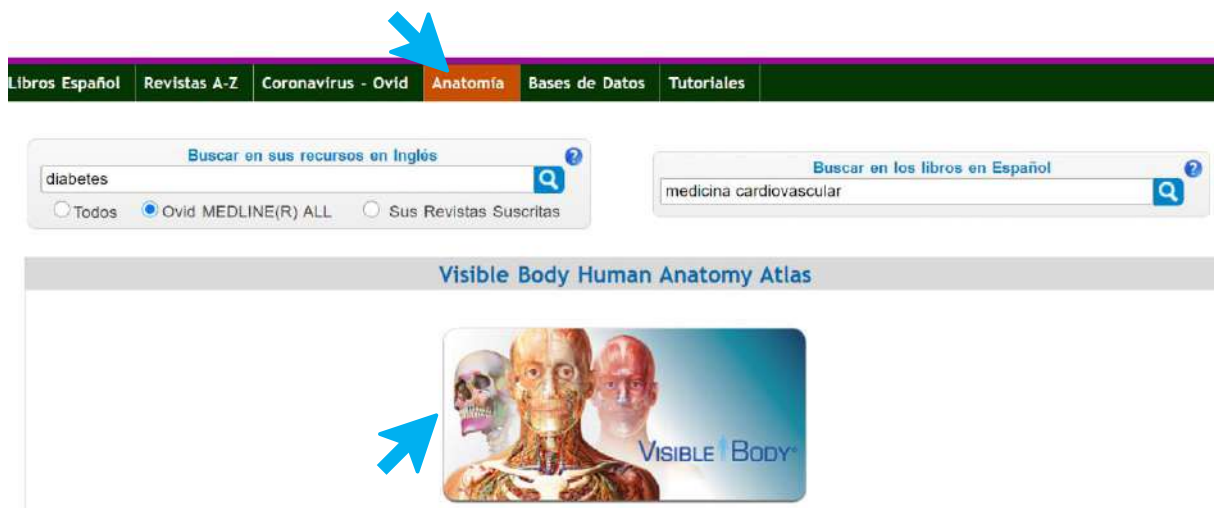 Libros Español Revistas A-Z Coronavirus - Ovid Anatomía Bases de Datos Tutoriales
Buscar en sus recursos en Inglés ?
diabetes
Todos Ovid MEDLINE(R) ALL Sus Revistas Suscritas
Buscar en los libros en Español ?
medicina cardiovascular
Visible Body Human Anatomy Atlas
VISIBLE BODY®